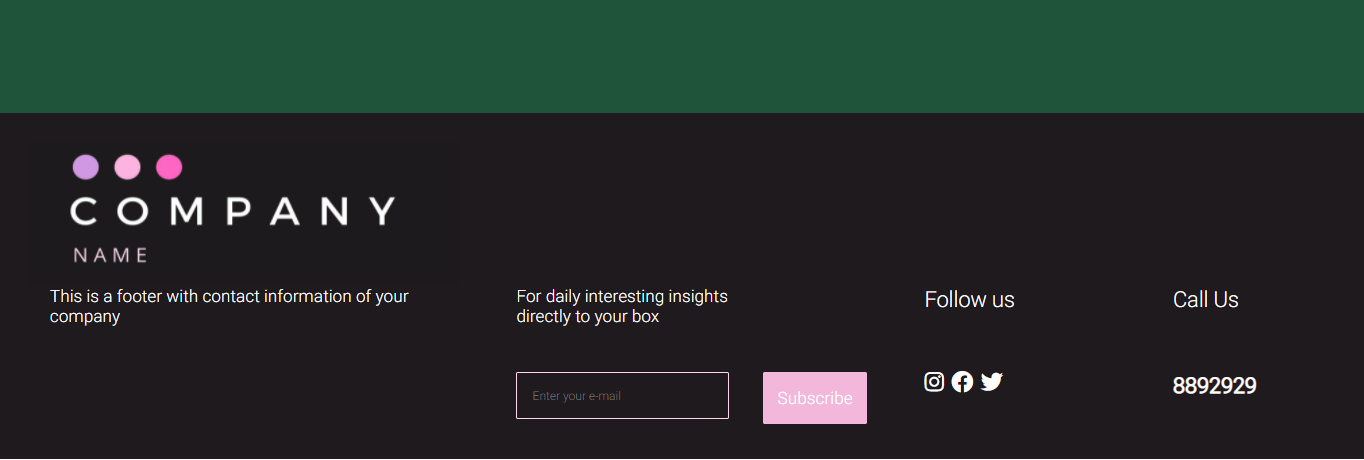 COMPANY
NAME
This is a footer with contact information of your
company
For daily interesting insights
directly to your box
Enter your e-mail
Subscribe
Follow us
Call Us
8892929